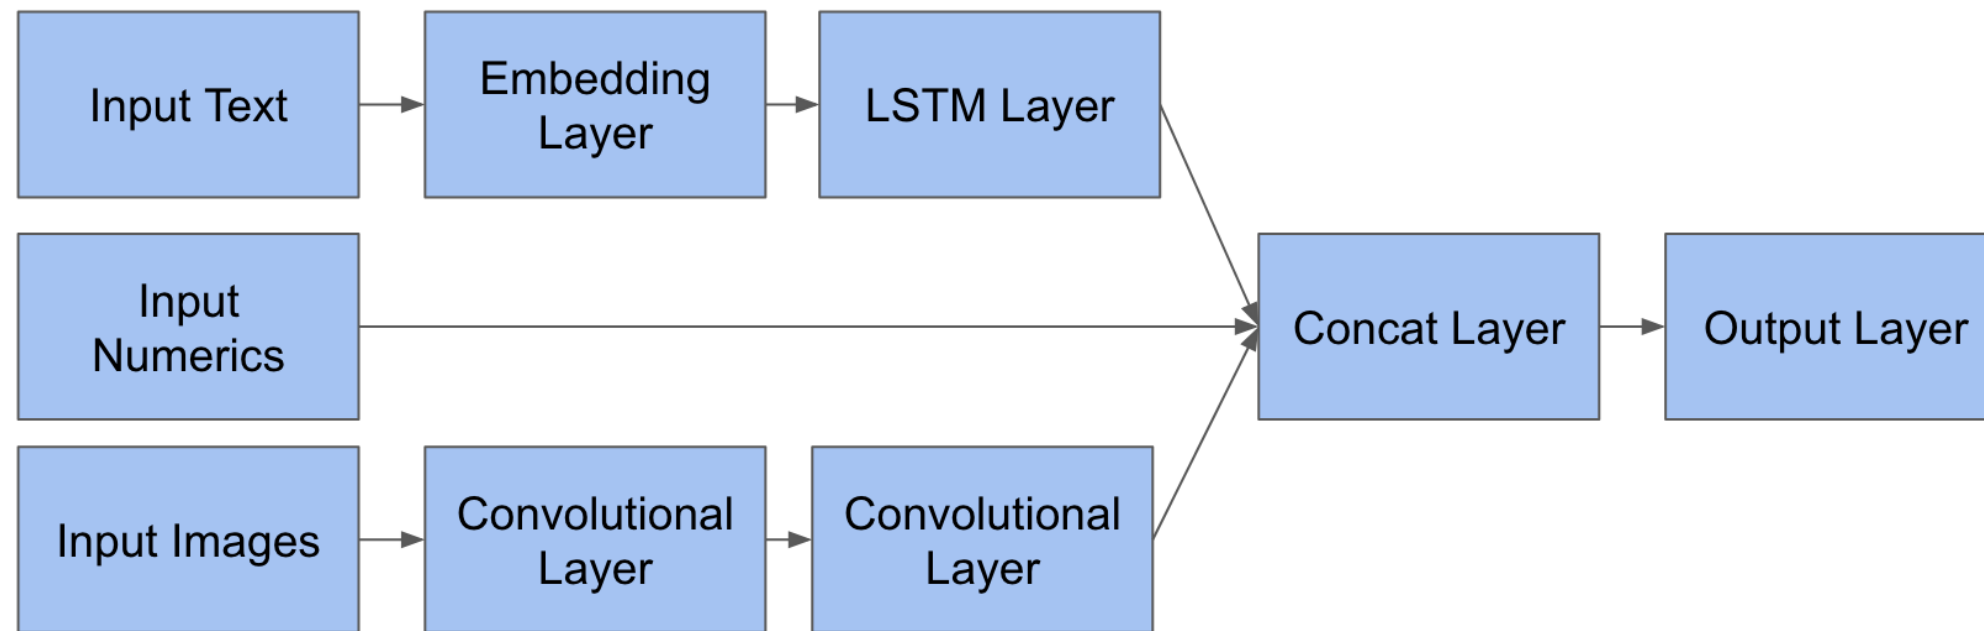 Input Text
Embedding
Layer
LSTM Layer
Input
Numerics
Concat Layer
Output Layer
Input Images
Convolutional
Layer
Convolutional
Layer